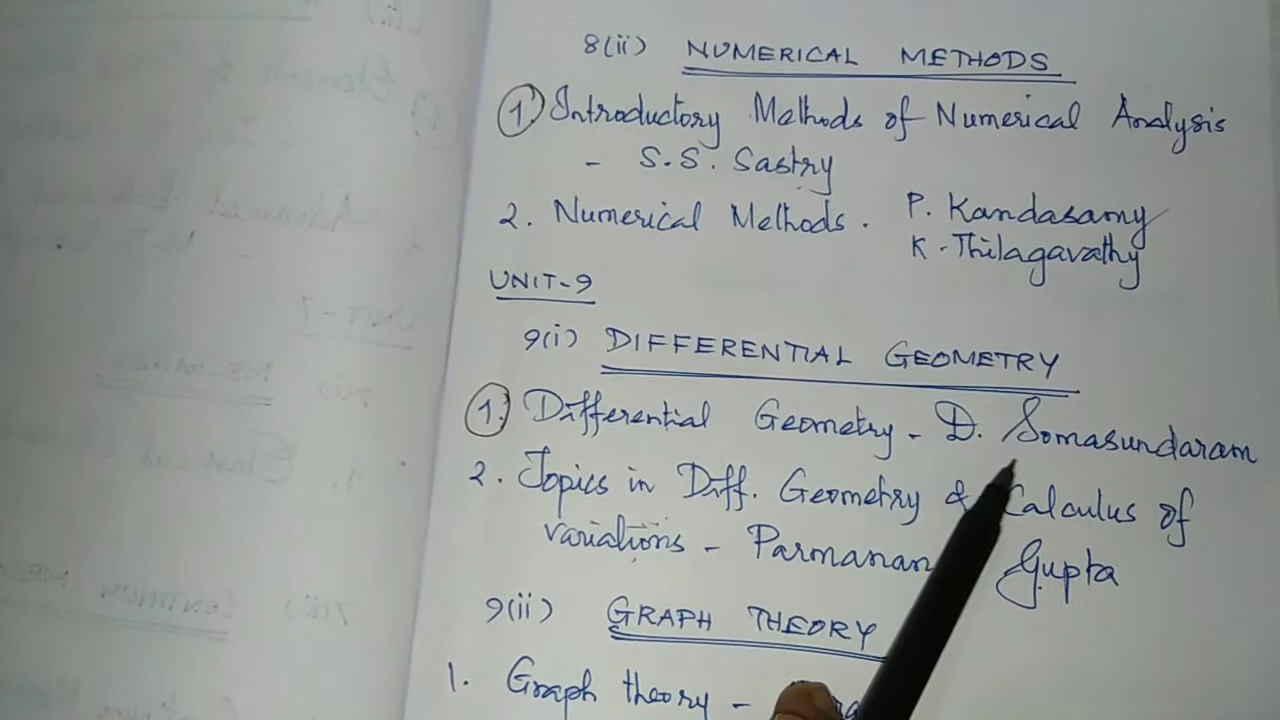 8(ii) NUMERICAL METHODS
1 Introductory Methods of Numerical Analysis
- S.S. Sastry
2. Numerical Methods. P. Kandasamy
K. Thilagavathy
UNIT-9
9(i) DIFFERENTIAL GEOMETRY
1. Differential Geometry - D. Somasundaram
2. Topics in Diff. Geometry & Calculus of
variations - Parmanan Gupta
9(ii) GRAPH THEORY
1. Graph theory -